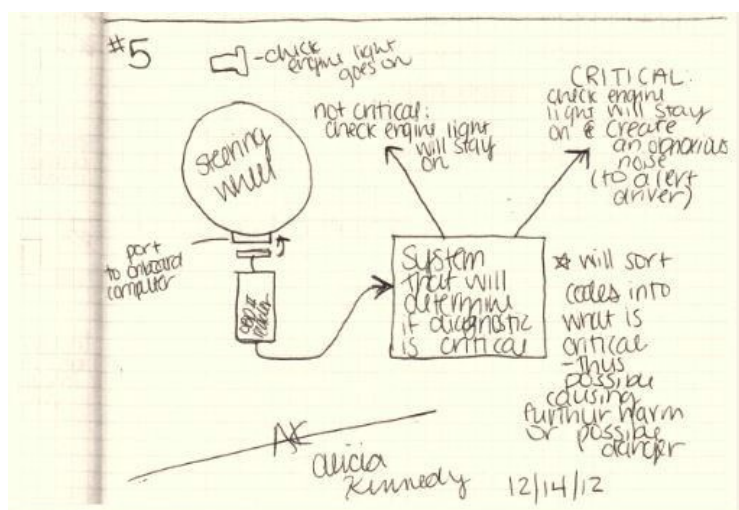 #5
-check
engine light
goes on
steering
wheel
port
to onboard
computer
OBD II
reader
not critical:
check engine light
will stay
on
CRITICAL:
check engine
light will stay
on & create
an obnoxious
noise
(to alert
driver)
system
that will
determine
if diagnostic
is critical
☆ will sort
codes into
what is
critical
-thus
possible
causing
furthur harm
or possible
danger
AK
alicia
Kennedy
12/14/12